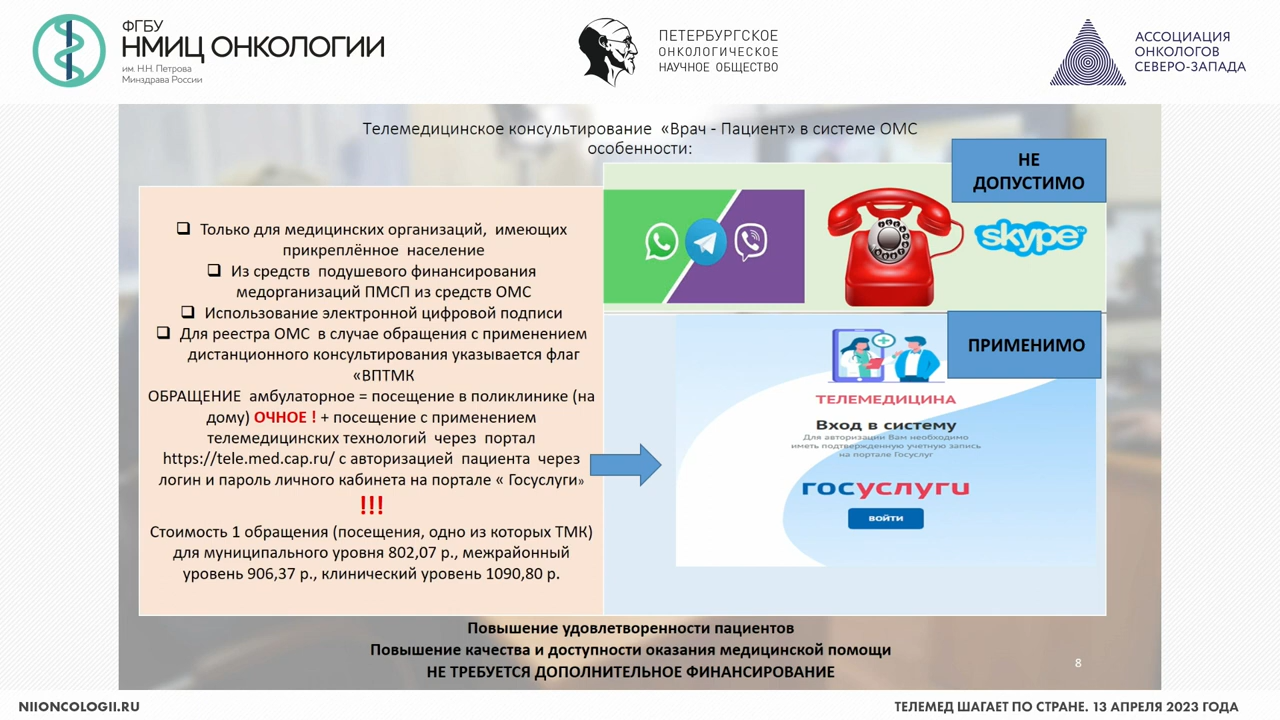 ФГБУ
НМИЦ ОНКОЛОГИИ
им. Н.Н. Петрова
Минздрава России
ПЕТЕРБУРГСКОЕ
ОНКОЛОГИЧЕСКОЕ
НАУЧНОЕ ОБЩЕСТВО
АССОЦИАЦИЯ
ОНКОЛОГОВ
СЕВЕРО-ЗАПАДА
Телемедицинское консультирование «Врач - Пациент» в системе ОМС
особенности:
❑ Только для медицинских организаций, имеющих
прикреплённое население
❑ Из средств подушевого финансирования
медорганизаций ПМСП из средств ОМС
❑ Использование электронной цифровой подписи
❑ Для реестра ОМС в случае обращения с применением
дистанционного консультирования указывается флаг
«ВПТМК
ОБРАЩЕНИЕ амбулаторное = посещение в поликлинике (на
дому) ОЧНОЕ ! + посещение с применением
телемедицинских технологий через портал
https://tele.med.cap.ru/ с авторизацией пациента через
логин и пароль личного кабинета на портале « Госуслуги»
!!!
Стоимость 1 обращения (посещения, одно из которых ТМК)
для муниципального уровня 802,07 р., межрайонный
уровень 906,37 р., клинический уровень 1090,80 р.
НЕ
ДОПУСТИМО
skype
ПРИМЕНИМО
ТЕЛЕМЕДИЦИНА
Вход в систему
Для авторизации Вам необходимо
иметь подтвержденную учетную запись
на портале Госуслуг
госуслуги
ВОЙТИ
Повышение удовлетворенности пациентов
Повышение качества и доступности оказания медицинской помощи
НЕ ТРЕБУЕТСЯ ДОПОЛНИТЕЛЬНОЕ ФИНАНСИРОВАНИЕ
8
NIIONCOLOGII.RU
ТЕЛЕМЕД ШАГАЕТ ПО СТРАНЕ. 13 АПРЕЛЯ 2023 ГОДА